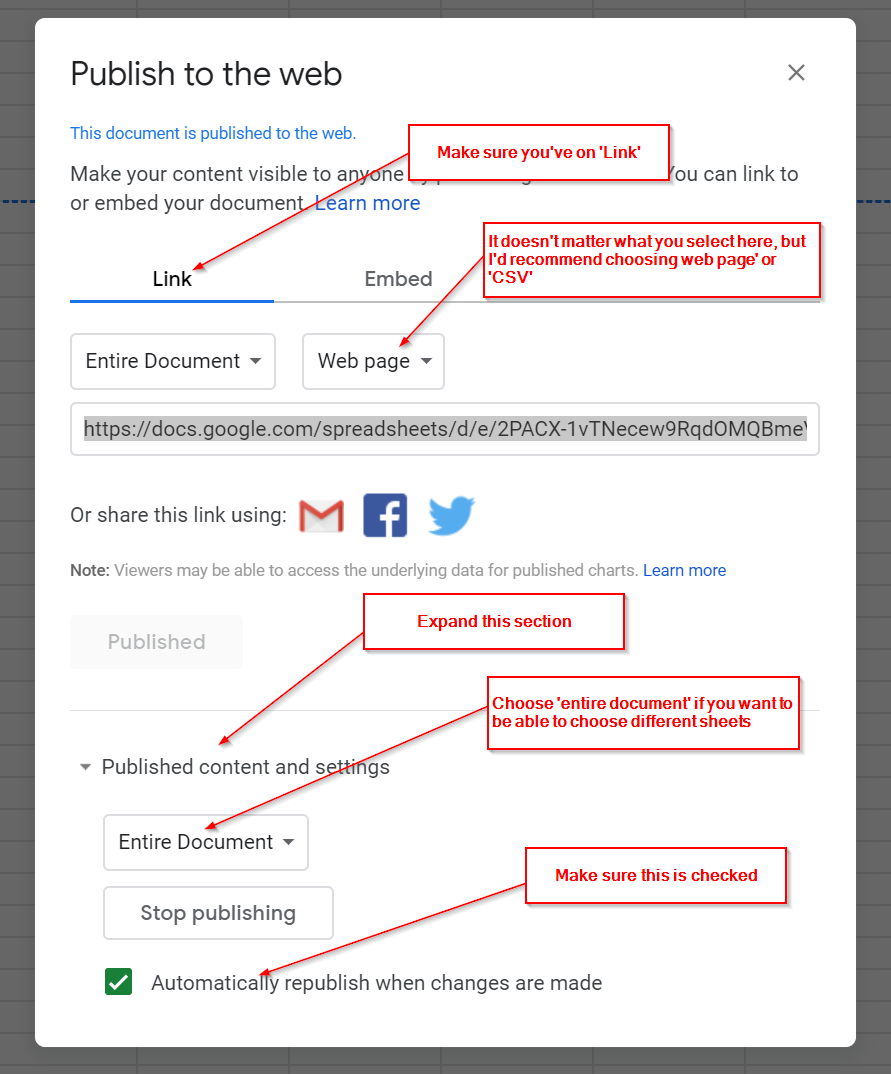 Publish to the web
This document is published to the web.
Make sure you've on 'Link'
Make your content visible to anyone You can link to
or embed your document. Learn more
It doesn't matter what you select here, but
I'd recommend choosing web page' or
'CSV'
Link Embed
Entire Document Web page
https://docs.google.com/spreadsheets/d/e/2PACX-1vTNecew9RqdOMQBme
Or share this link using:
Note: Viewers may be able to access the underlying data for published charts. Learn more
Expand this section
Published
Choose 'entire document' if you want to
be able to choose different sheets
Published content and settings
Entire Document
Make sure this is checked
Stop publishing
Automatically republish when changes are made